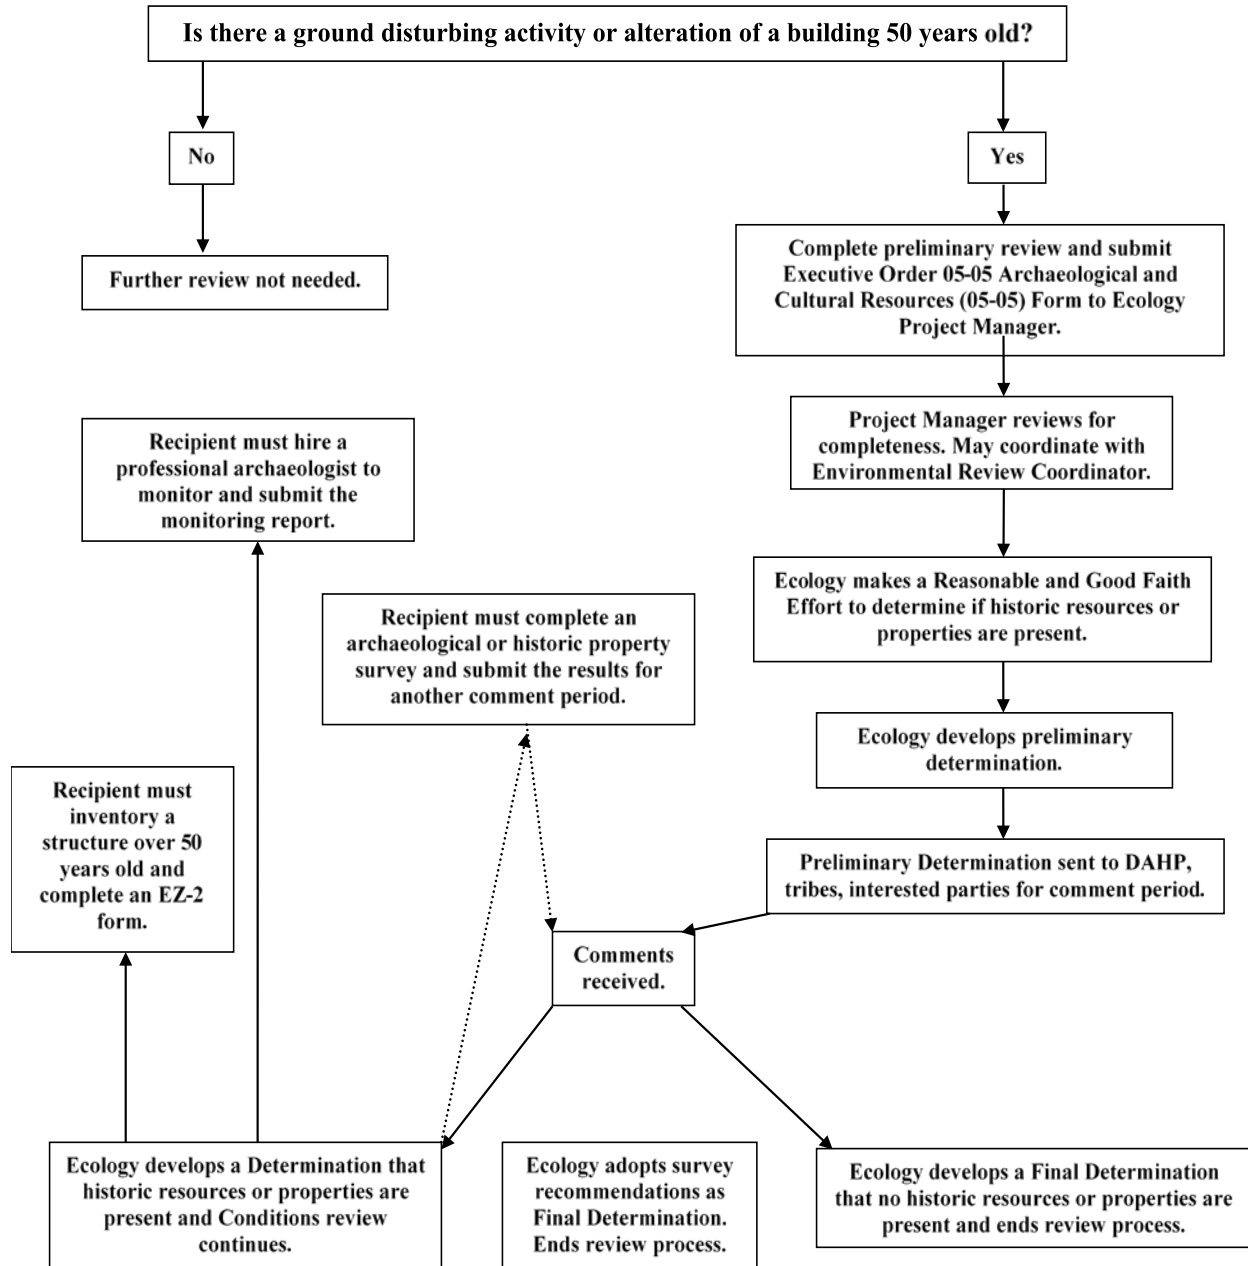 Is there a ground disturbing activity or alteration of a building 50 years old?
No
Yes
Further review not needed.
Complete preliminary review and submit
Executive Order 05-05 Archaeological and
Cultural Resources (05-05) Form to Ecology
Project Manager.
Project Manager reviews for
completeness. May coordinate with
Environmental Review Coordinator.
Recipient must hire a
professional archaeologist to
monitor and submit the
monitoring report.
Ecology makes a Reasonable and Good Faith
Effort to determine if historic resources or
properties are present.
Recipient must complete an
archaeological or historic property
survey and submit the results for
another comment period.
Ecology develops preliminary
determination.
Recipient must
inventory a
structure over 50
years old and
complete an EZ-2
form.
Preliminary Determination sent to DAHP,
tribes, interested parties for comment period.
Comments
received.
Ecology develops a Determination that
historic resources or properties are
present and Conditions review
continues.
Ecology adopts survey
recommendations as
Final Determination.
Ends review process.
Ecology develops a Final Determination
that no historic resources or properties are
present and ends review process.